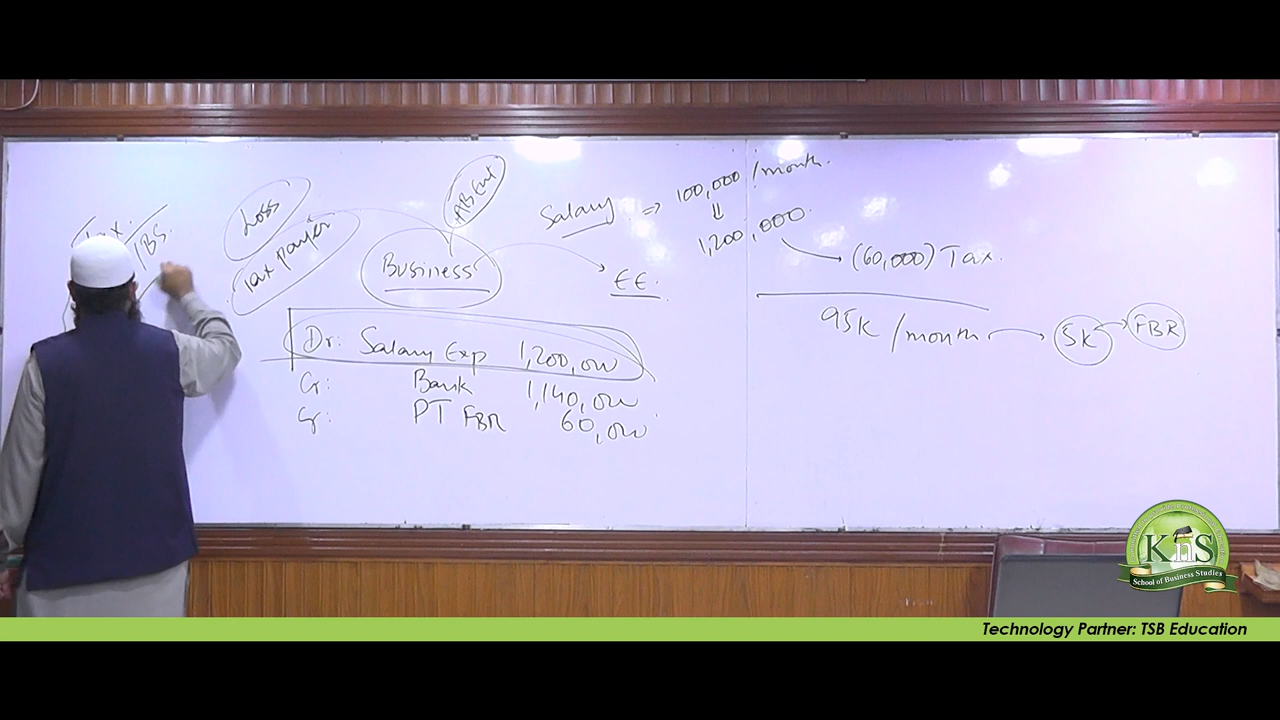 Tax.
IBS.
Loss
Tax payer
AB Ent
Business
Salary ⇒ 100,000 /month.
⇓
1,200,000.
(60,000) Tax.
EE.
95K /month → 5K → FBR
Dr: Salary Exp 1,200,000
Cr: Bank 1,140,000
Cr: PT FBR 60,000
KnS
School of Business Studies
Technology Partner: TSB Education